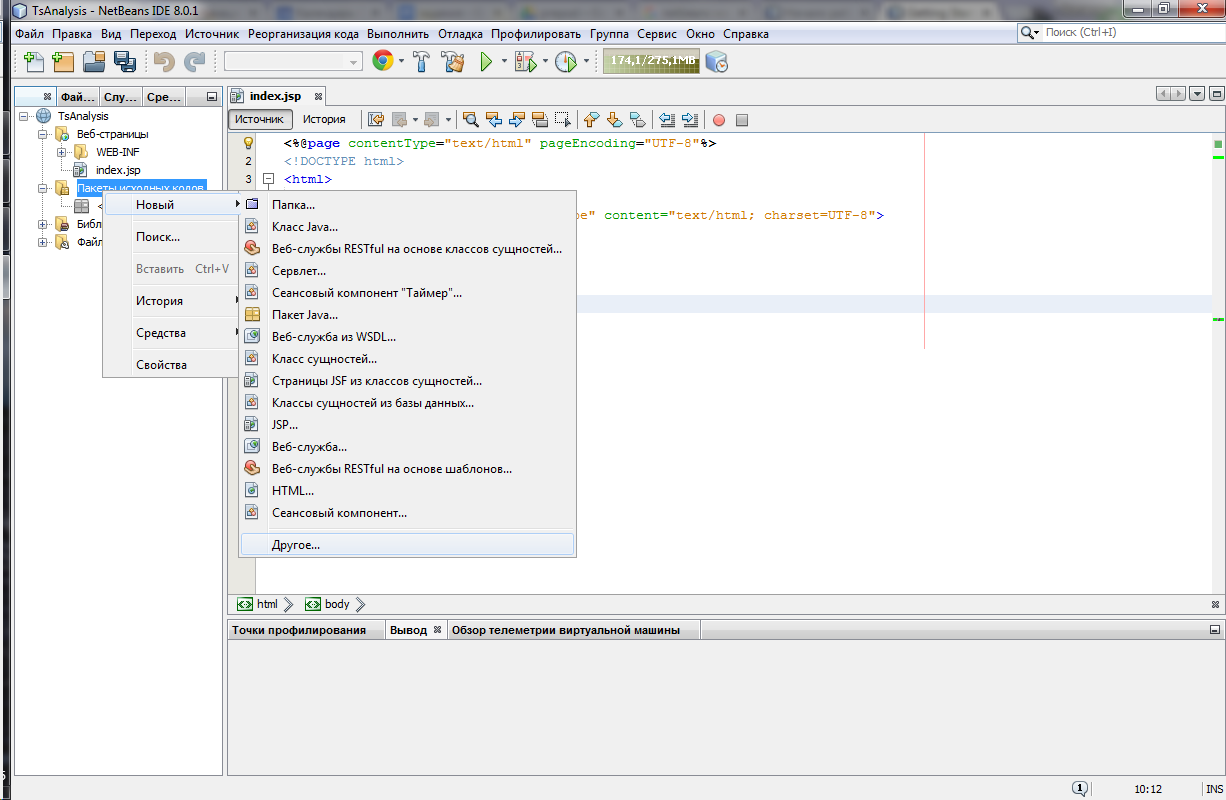 TsAnalysis - NetBeans IDE 8.0.1
Файл Правка Вид Переход Источник Реорганизация кода Выполнить Отладка Профилировать Группа Сервис Окно Справка
Поиск (Ctrl+I)
174,1/275,1MB
Фай... Слу... Сре...
index.jsp
Источник История
TsAnalysis
Веб-страницы
WEB-INF
index.jsp
Пакеты исходных кодов
Библ
Файл
<%@page contentType="text/html" pageEncoding="UTF-8"%>
2 <!DOCTYPE html>
3 <html>
" content="text/html; charset=UTF-8">
Новый
Поиск...
Вставить Ctrl+V
История
Средства
Свойства
Папка...
Класс Java...
Веб-службы RESTful на основе классов сущностей...
Сервлет...
Сеансовый компонент "Таймер"...
Пакет Java...
Веб-служба из WSDL...
Класс сущностей...
Страницы JSF из классов сущностей...
Классы сущностей из базы данных...
JSP...
Веб-служба...
Веб-службы RESTful на основе шаблонов...
HTML...
Сеансовый компонент...
Другое...
html body
Точки профилирования Вывод Обзор телеметрии виртуальной машины
1 10:12 INS